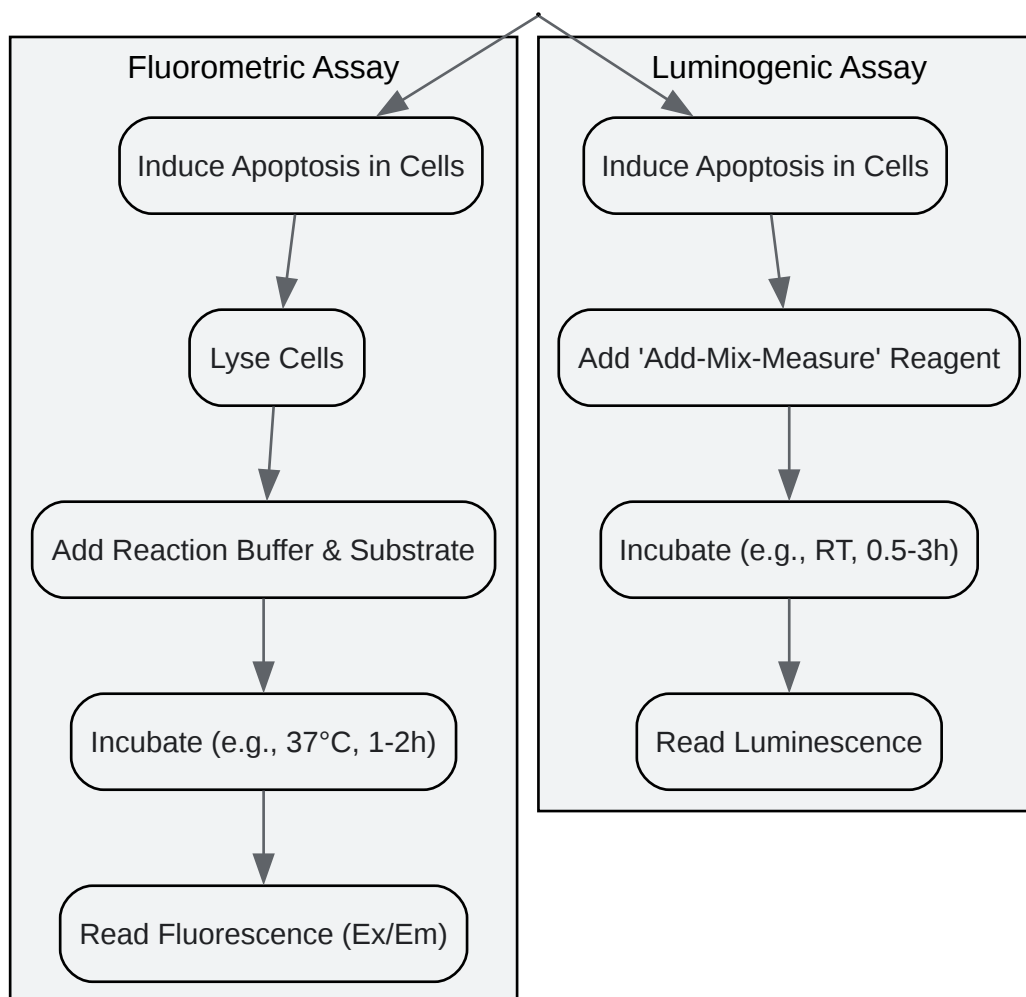 Fluorometric Assay
Induce Apoptosis in Cells
Lyse Cells
Add Reaction Buffer & Substrate
Incubate (e.g., 37°C, 1-2h)
Read Fluorescence (Ex/Em)
Luminogenic Assay
Induce Apoptosis in Cells
Add 'Add-Mix-Measure' Reagent
Incubate (e.g., RT, 0.5-3h)
Read Luminescence